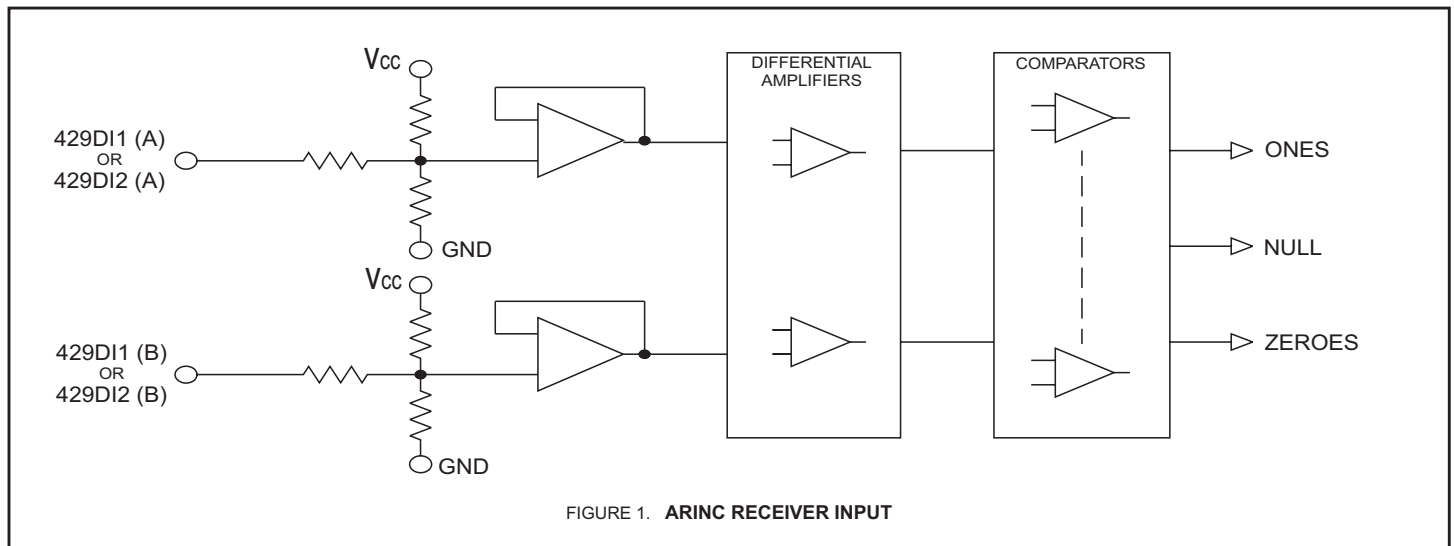 VCC
429DI1 (A)
OR
429DI2 (A)
GND
DIFFERENTIAL
AMPLIFIERS
COMPARATORS
ONES
NULL
ZEROES
VCC
429DI1 (B)
OR
429DI2 (B)
GND
FIGURE 1. ARINC RECEIVER INPUT